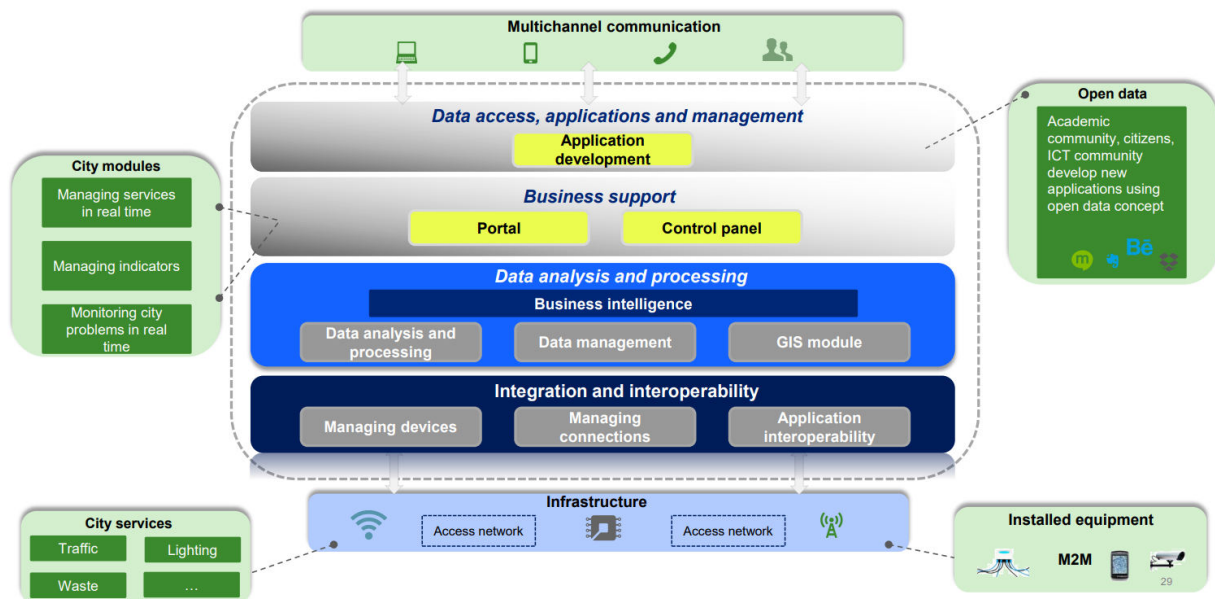 Multichannel communication
Data access, applications and management
Application
development
Open data
Academic
community, citizens,
ICT community
develop new
applications using
open data concept
m
Bē
City modules
Managing services
in real time
Managing indicators
Monitoring city
problems in real
time
Business support
Portal
Control panel
Data analysis and processing
Business intelligence
Data analysis and
processing
Data management
GIS module
Integration and interoperability
Managing devices
Managing
connections
Application
interoperability
Infrastructure
Access network
Access network
City services
Traffic
Lighting
Waste
...
Installed equipment
M2M
29